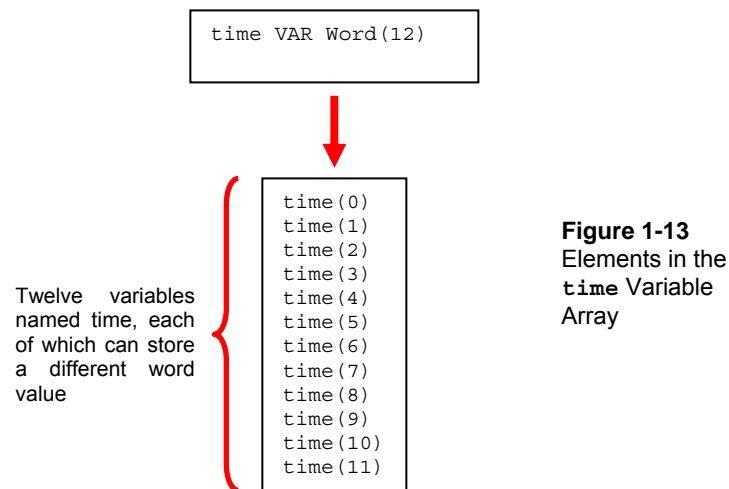 time VAR Word(12)
time(0)
time(1)
time(2)
time(3)
time(4)
time(5)
time(6)
time(7)
time(8)
time(9)
time(10)
time(11)
Twelve variables
named time, each
of which can store
a different word
value
Figure 1-13
Elements in the
time Variable
Array